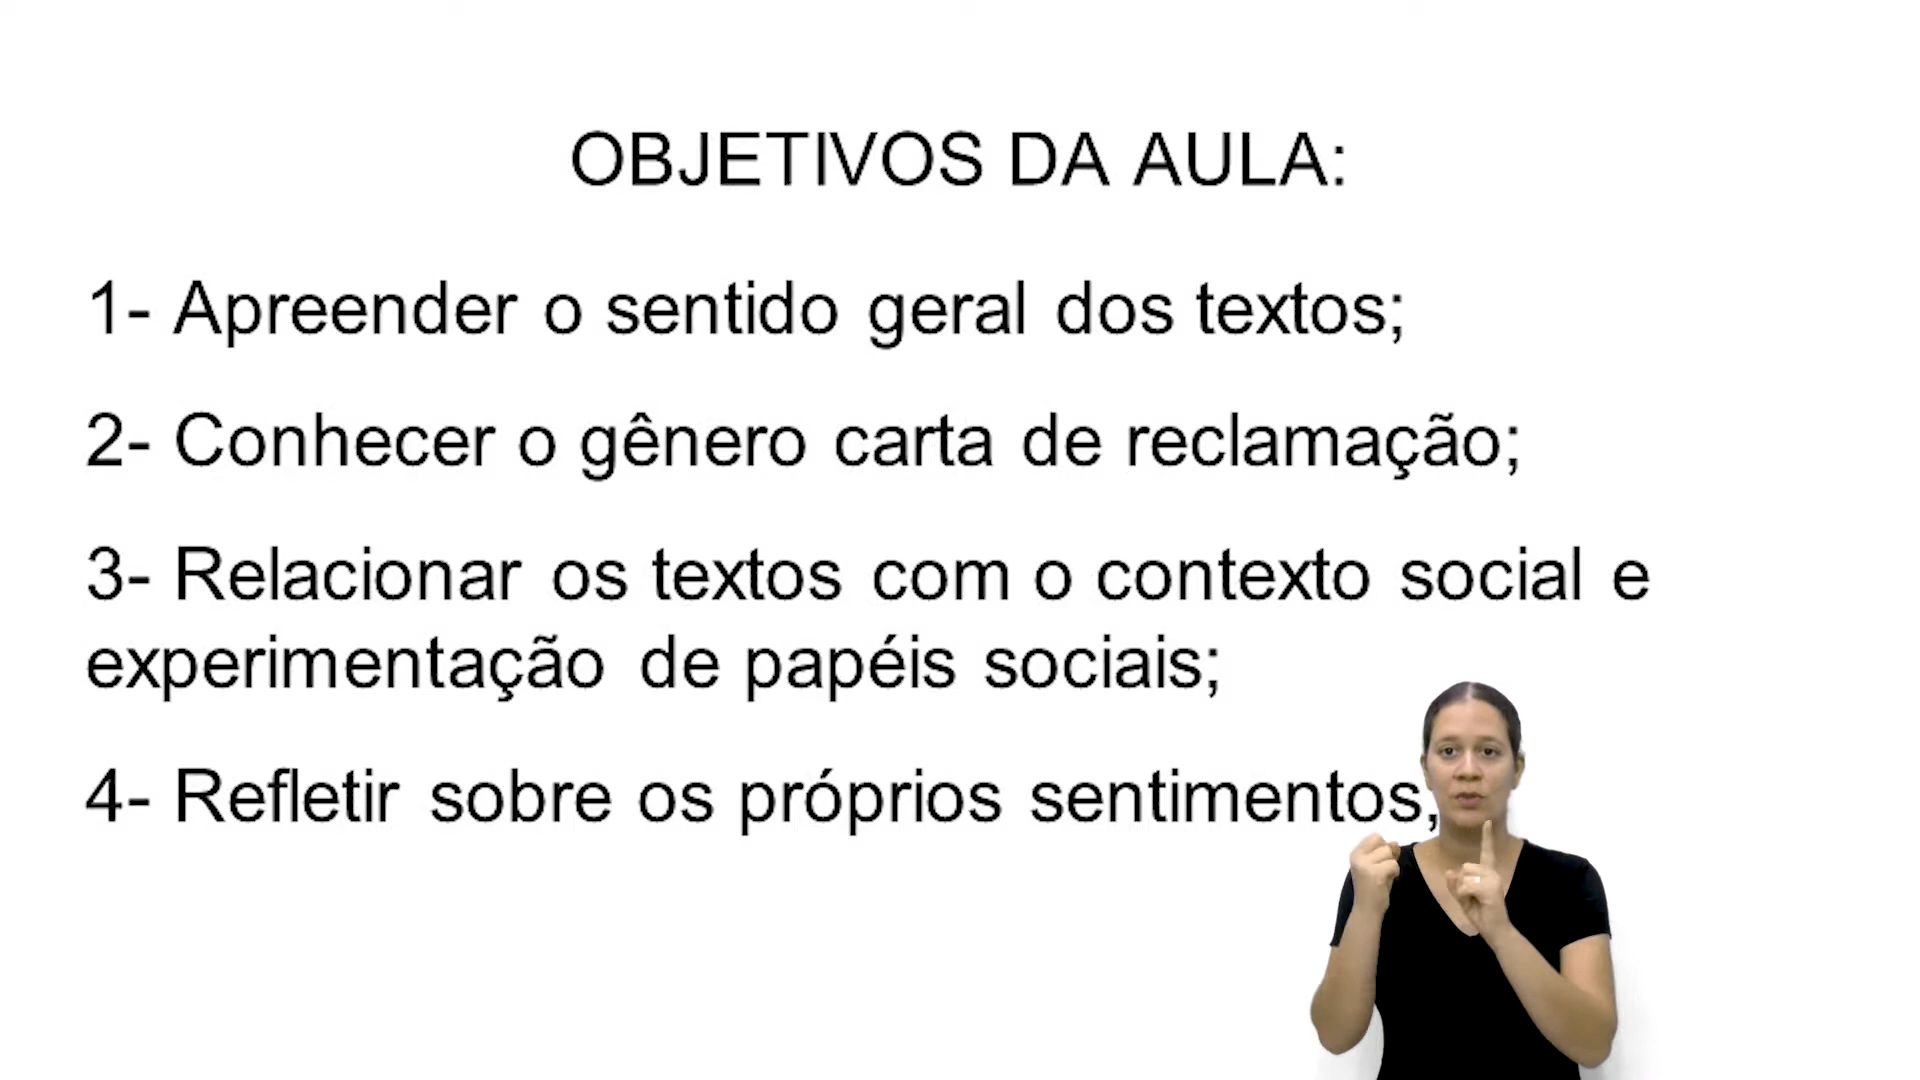 OBJETIVOS DA AULA:
1- Apreender o sentido geral dos textos;
2- Conhecer o gênero carta de reclamação;
3- Relacionar os textos com o contexto social e
experimentação de papéis sociais;
4- Refletir sobre os próprios sentimentos,